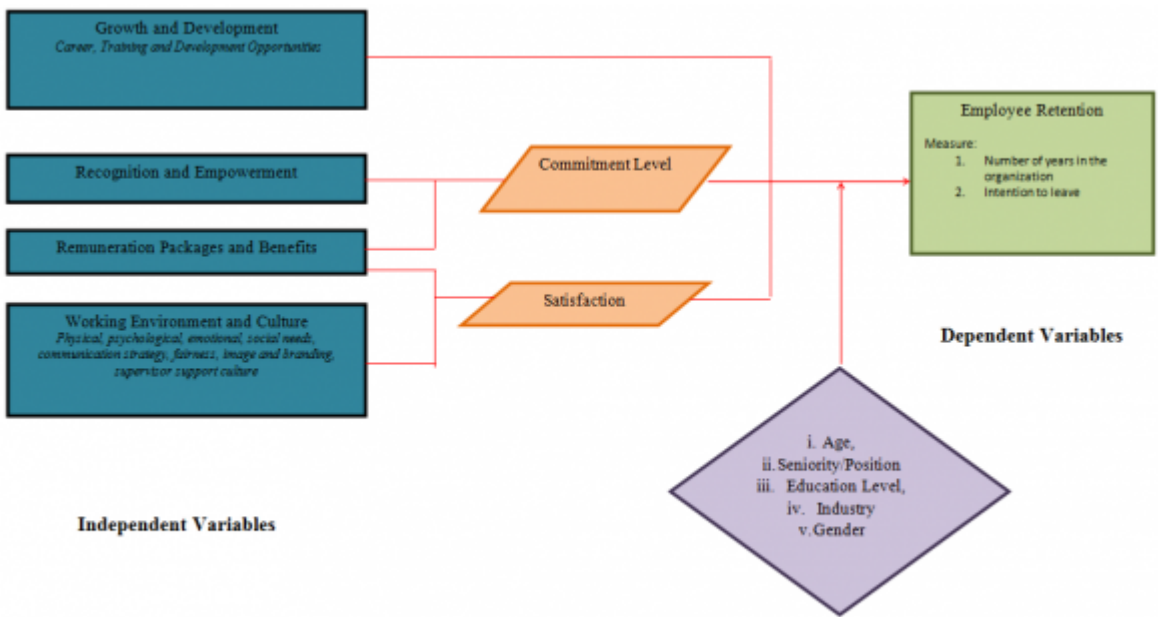 Growth and Development
Career, Training and Development Opportunities
Recognition and Empowerment
Remuneration Packages and Benefits
Working Environment and Culture
Physical, psychological, emotional, social needs,
communication strategy, fairness, image and branding,
supervisor support culture
Independent Variables
Commitment Level
Satisfaction
Employee Retention
Measure:
1. Number of years in the
organization
2. Intention to leave
Dependent Variables
i. Age,
ii. Seniority/Position
iii. Education Level,
iv. Industry
v. Gender